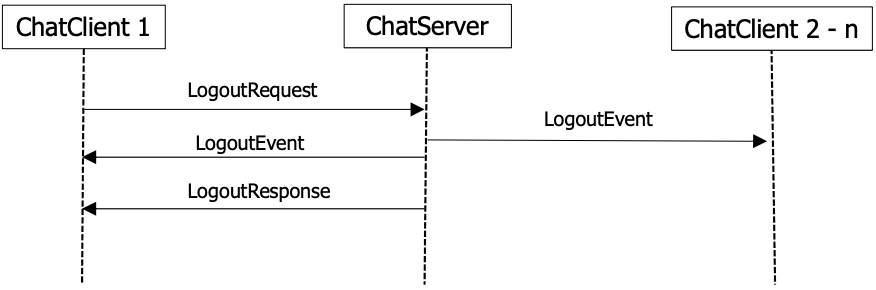 ChatClient 1
ChatServer
ChatClient 2 - n
LogoutRequest
LogoutEvent
LogoutEvent
LogoutResponse